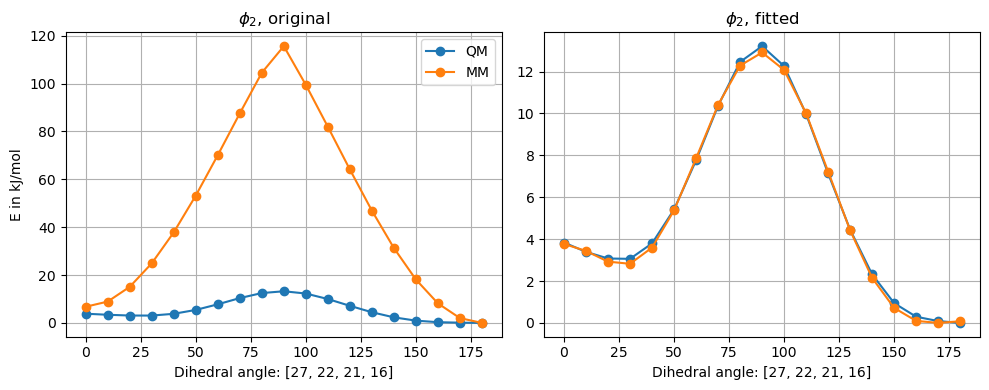 ϕ₂, original
E in kJ/mol
120
100
80
60
40
20
0
QM
MM
0 25 50 75 100 125 150 175
Dihedral angle: [27, 22, 21, 16]
ϕ₂, fitted
12
10
8
6
4
2
0
0 25 50 75 100 125 150 175
Dihedral angle: [27, 22, 21, 16]